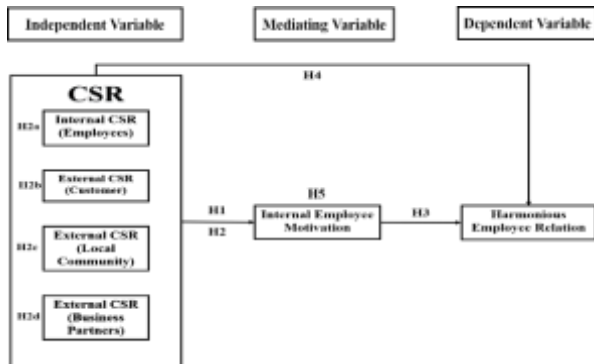 Independent Variable
Mediating Variable
Dependent Variable
CSR
H4
H2a
Internal CSR
(Employees)
H2b
External CSR
(Customer)
H1
H2
H5
Internal Employee
Motivation
H3
Harmonious
Employee Relation
H2c
External CSR
(Local
Community)
H2d
External CSR
(Business
Partners)